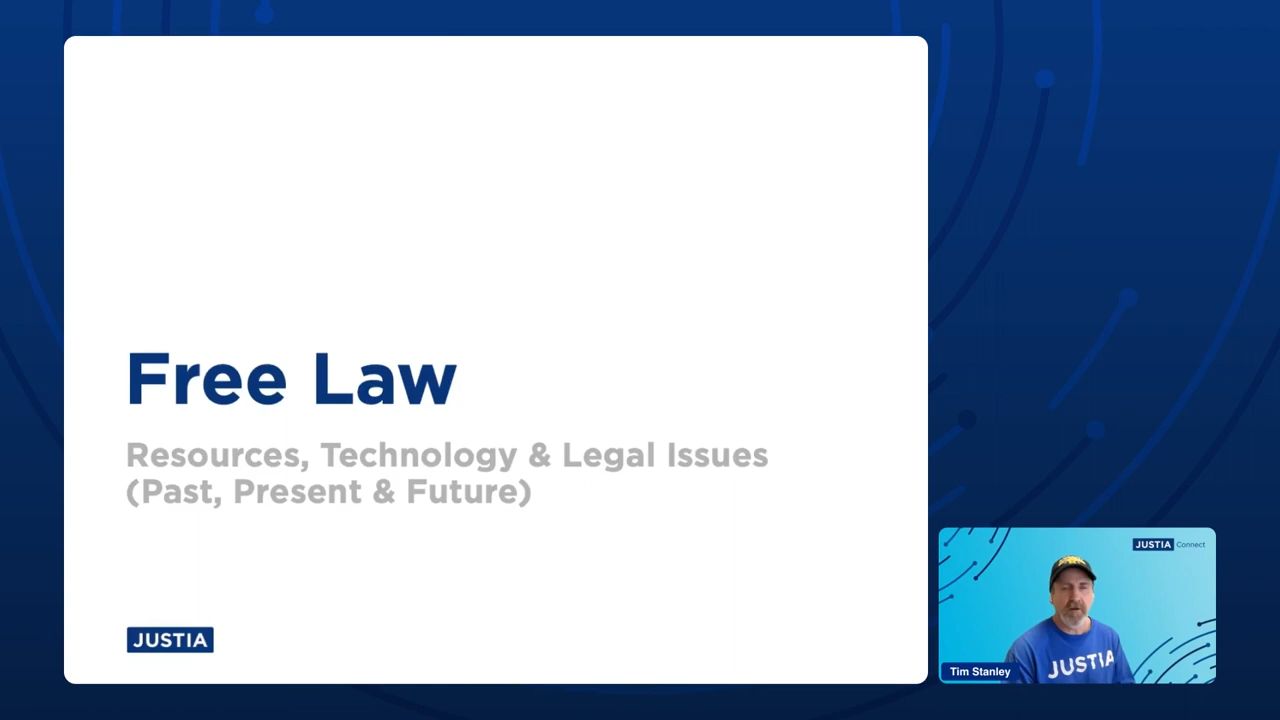 Free Law
Resources, Technology & Legal Issues
(Past, Present & Future)
JUSTIA
JUSTIA Connect
JUSTIA
Tim Stanley